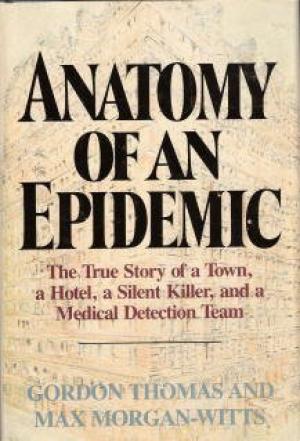 ANATOMY
OF AN
EPIDEMIC
The True Story of a Town,
a Hotel, a Silent Killer, and a
Medical Detection Team
GORDON THOMAS AND
MAX MORGAN-WITTS